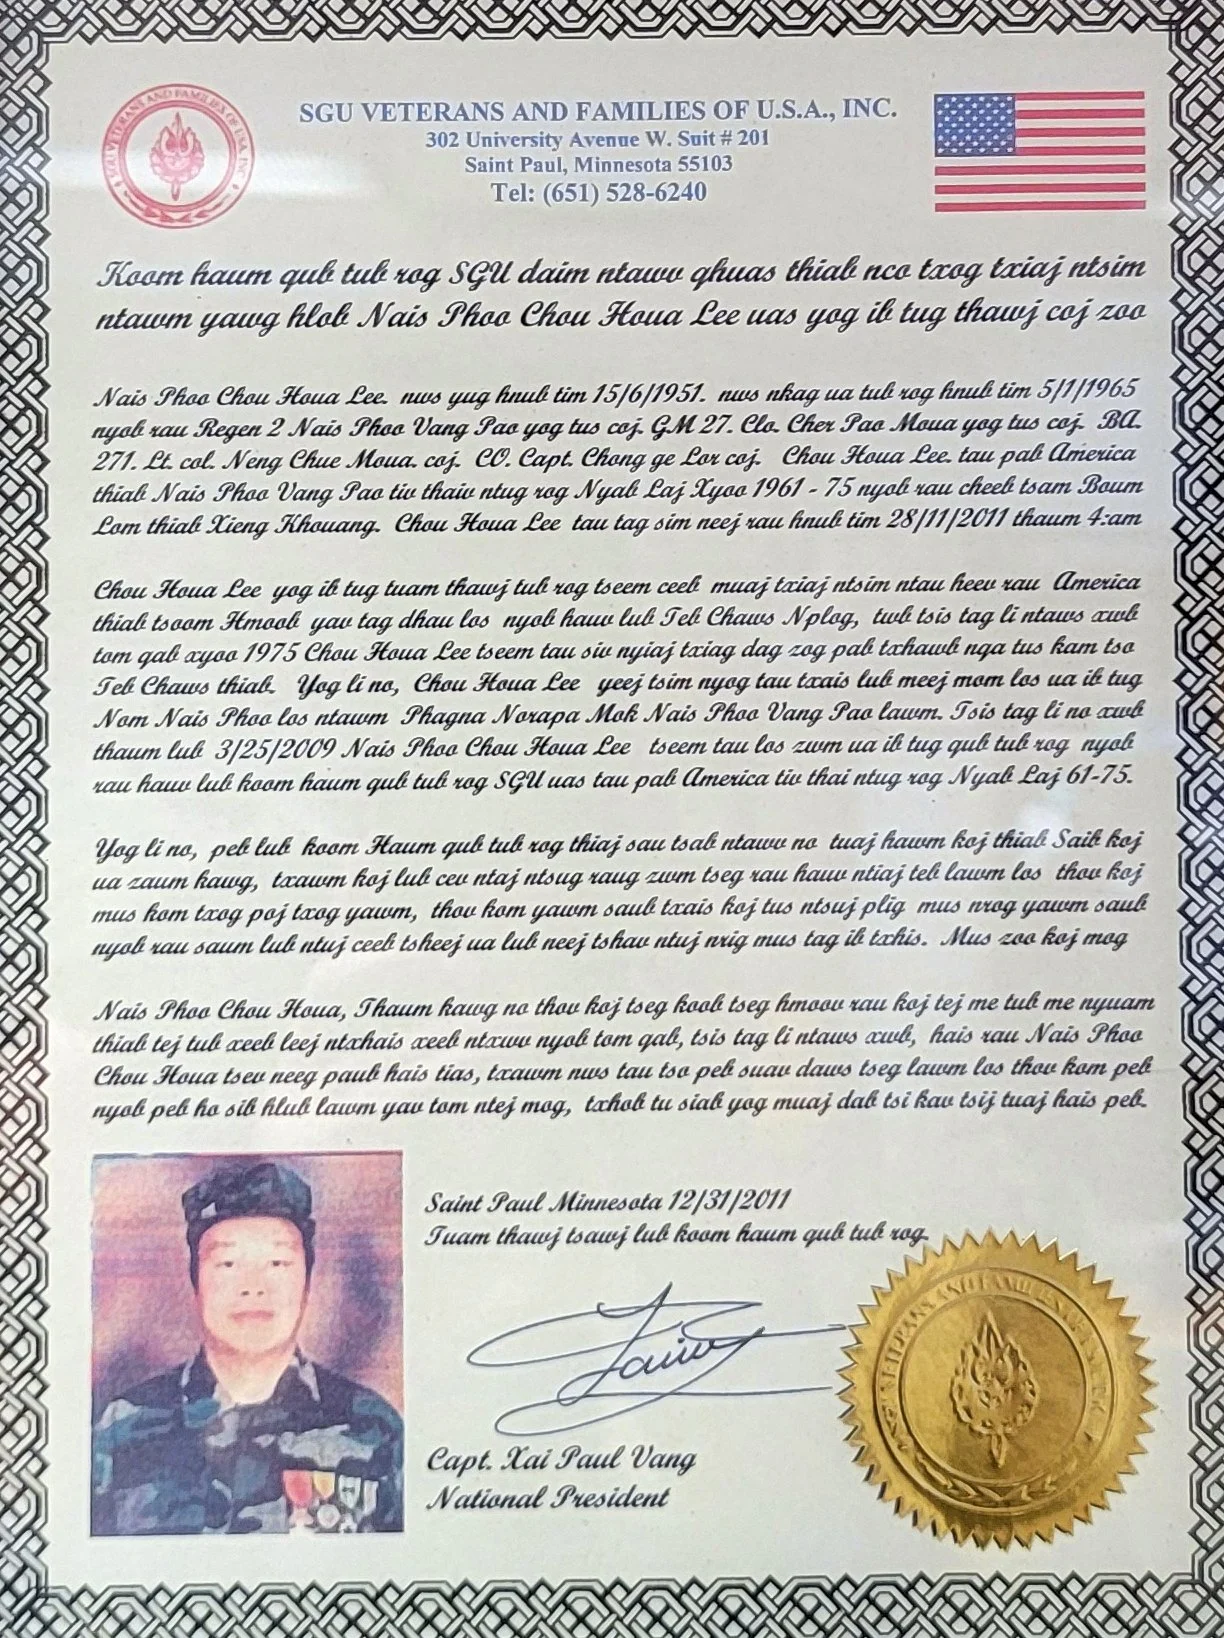 SGU VETERANS AND FAMILIES OF U.S.A., INC.
302 University Avenue W. Suit # 201
Saint Paul, Minnesota 55103
Tel: (651) 528-6240
SGU VETERANS AND FAMILIES OF U.S.A. INC.
Koom haum qub tub rog SGU daim ntawv qhuas thiab nco txog txiaj ntsim
ntawm yawg hlob Nais Phoo Chou Houa Lee uas yog ib tug thawj coj zoo
Nais Phoo Chou Houa Lee. nws yug hnub tim 15/6/1951. nws nkag ua tub rog hnub tim 5/1/1965
nyob rau Regen 2 Nais Phoo Vang Pao yog tus coj. GM 27. Clo. Cher Pao Moua yog tus coj. BA.
271. Lt. col. Neng Chue Moua. coj. CO. Capt. Chong ge Lor coj. Chou Houa Lee. tau pab America
thiab Nais Phoo Vang Pao tiv thaiv ntug rog Nyab Laj Xyoo 1961 - 75 nyob rau cheeb tsam Boum
Lom thiab Xieng Khouang. Chou Houa Lee tau tag sim neej rau hnub tim 28/11/2011 thaum 4:am
Chou Houa Lee yog ib tug tuam thawj tub rog tseem ceeb muaj txiaj ntsim ntau heev rau America
thiab tsoom Hmoob yav tag dhau los nyob hauv lub Teb Chaws Nplog, twb tsis tag li ntaws xwb
tom qab xyoo 1975 Chou Houa Lee tseem tau siv nyiaj txiag dag zog pab txhawb nqa tus kam tso
Teb Chaws thiab. Yog li no, Chou Houa Lee yeej tsim nyog tau txais lub meej mom los ua ib tug
Nom Nais Phoo los ntawm Phagna Norapa Mok Nais Phoo Vang Pao lawm. Tsis tag li no xwb
thaum lub 3/25/2009 Nais Phoo Chou Houa Lee tseem tau los zwm ua ib tug qub tub rog nyob
rau hauv lub koom haum qub tub rog SGU uas tau pab America tiv thai ntug rog Nyab Laj 61-75.
Yog li no, peb lub koom Haum qub tub rog thiaj sau tsab ntawv no tuaj hawm koj thiab Saib koj
ua zaum kawg, txawm koj lub cev ntaj ntsug raug zwm tseg rau hauv ntiaj teb lawm los thov koj
mus kom txog poj txog yawm, thov kom yawm saub txais koj tus ntsuj plig mus nrog yawm saub
nyob rau saum lub ntuj ceeb tsheej ua lub neej tshav ntuj nrig mus tag ib txhis. Mus zoo koj mog
Nais Phoo Chou Houa, Thaum kawg no thov koj tseg koob tseg hmoov rau koj tej me tub me nyuam
thiab tej tub xeeb leej ntxhais xeeb ntxwv nyob tom qab, tsis tag li ntaws xwb, hais rau Nais Phoo
Chou Houa tsev neeg paub hais tias, txawm nws tau tso peb suav daws tseg lawm los thov kom peb
nyob peb ho sib hlub lawm yav tom ntej mog, txhob tu siab yog muaj dab tsi kav tsij tuaj hais peb.
Saint Paul Minnesota 12/31/2011
Tuam thawj tsawj lub koom haum qub tub rog.
Capt. Xai Paul Vang
National President